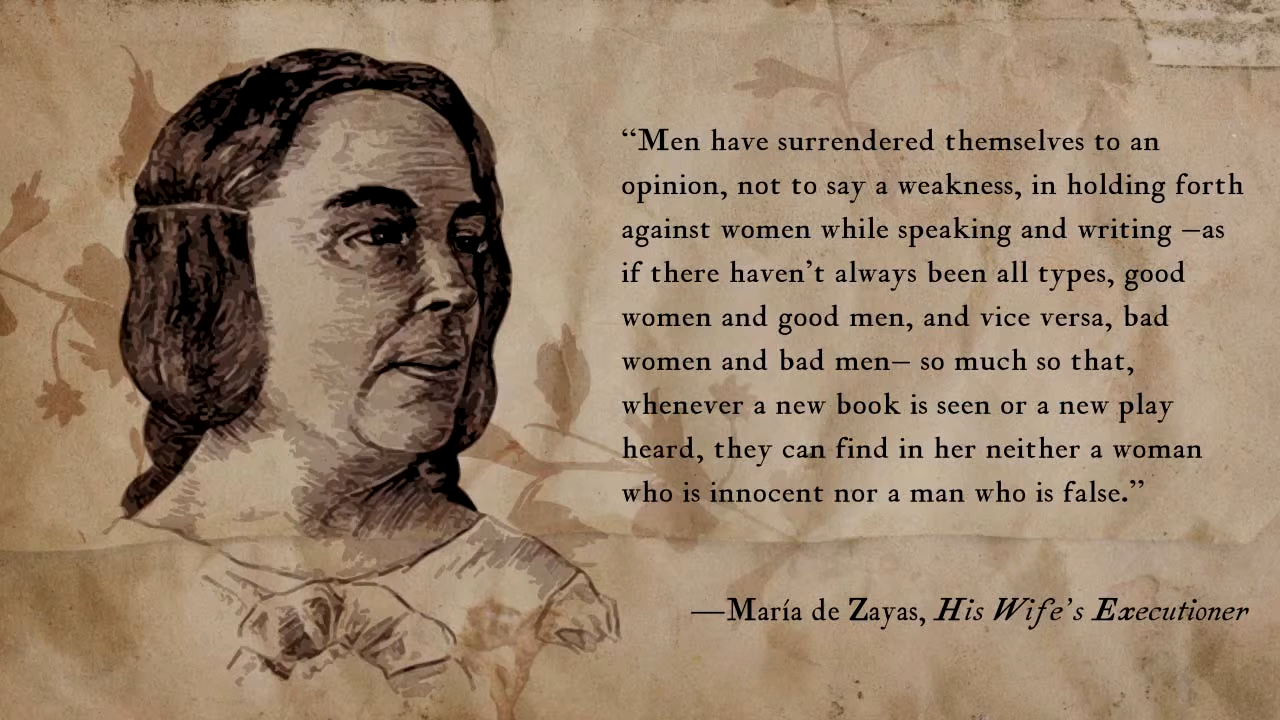 “Men have surrendered themselves to an
opinion, not to say a weakness, in holding forth
against women while speaking and writing —as
if there haven’t always been all types, good
women and good men, and vice versa, bad
women and bad men— so much so that,
whenever a new book is seen or a new play
heard, they can find in her neither a woman
who is innocent nor a man who is false.”
—María de Zayas, His Wife’s Executioner